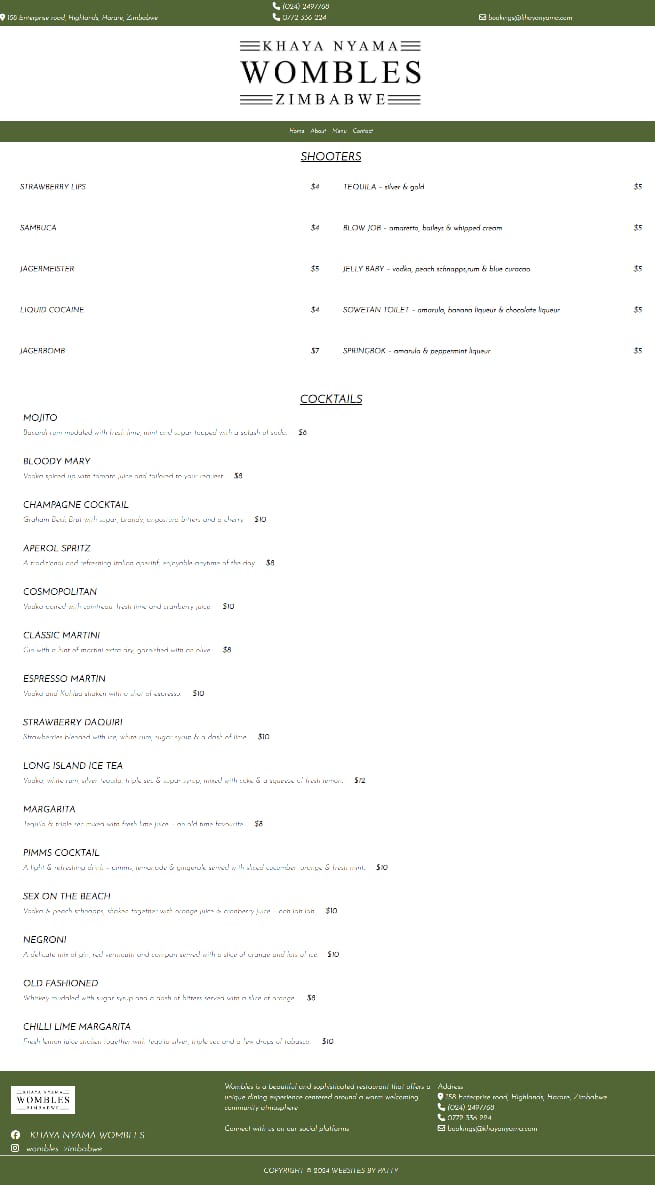 (024) 2497768
158 Enterprise road, Highlands, Harare, Zimbabwe
0772 336 224
bookings@khayanyama.com
KHAYA NYAMA
WOMBLES
ZIMBABWE
Home About Menu Contact
SHOOTERS
STRAWBERRY LIPS $4 TEQUILA - silver & gold $5
SAMBUCA $4 BLOW JOB - amaretto, baileys & whipped cream $5
JAGERMEISTER $5 JELLY BABY - vodka, peach schnapps,rum & blue curacao $5
LIQUID COCAINE $4 SOWETAN TOILET - amarula, banana liqueur & chocolate liqueur $5
JAGERBOMB $7 SPRINGBOK - amarula & peppermint liqueur $5
COCKTAILS
MOJITO
Bacardi rum muddled with fresh lime, mint and sugar topped with a splash of soda. $8
BLOODY MARY
Vodka spiced up with tomato juice and tailored to your request $8
CHAMPAGNE COCKTAIL
Graham Beck Brut with sugar, brandy, angostura bitters and a cherry $10
APEROL SPRITZ
A traditional and refreshing Italian aperitif, enjoyable anytime of the day $8
COSMOPOLITAN
Vodka paired with cointreau, fresh lime and cranberry juice $10
CLASSIC MARTINI
Gin with a hint of martini extra dry, garnished with an olive $8
ESPRESSO MARTIN
Vodka and Kahlua shaken with a shot of espresso $10
STRAWBERRY DAQUIRI
Strawberries blended with ice, white rum, sugar syrup & a dash of lime $10
LONG ISLAND ICE TEA
Vodka, white rum, silver tequila, triple sec & sugar syrup, mixed with coke & a squeeze of fresh lemon. $12
MARGARITA
Tequila & triple sec mixed with fresh lime juice - an old time favourite $8
PIMMS COCKTAIL
A light & refreshing drink - pimms, lemonade & gingerale served with sliced cucumber, orange & fresh mint. $10
SEX ON THE BEACH
Vodka & peach schnapps, shaken together with orange juice & cranberry juice - ooh lah lah $10
NEGRONI
A delicate mix of gin, red vermouth and campari served with a slice of orange and lots of ice $10
OLD FASHIONED
Whiskey muddled with sugar syrup and a dash of bitters served with a slice of orange $8
CHILLI LIME MARGARITA
Fresh lemon juice shaken together with tequila silver, triple sec and a few drops of tabasco. $10
KHAYA NYAMA
WOMBLES
ZIMBABWE
KHAYA NYAMA WOMBLES
wombles_zimbabwe
Wombles is a beautiful and sophisticated restaurant that offers a
unique dining experience centered around a warm welcoming
community atmosphere
Connect with us on our social platforms
Address
158 Enterprise road, Highlands, Harare, Zimbabwe
(024) 2497768
0772 336 224
bookings@khayanyama.com
COPYRIGHT © 2024 WEBSITES BY PATTY